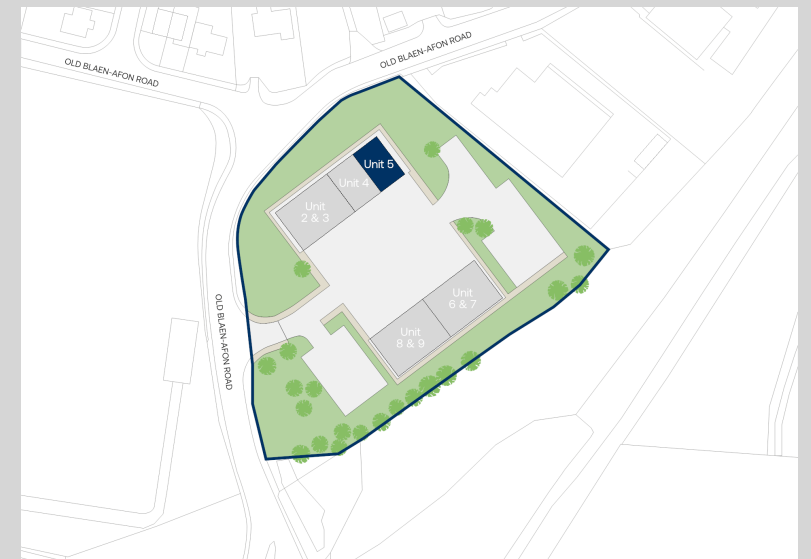 OLD BLAEN-AFON ROAD
OLD BLAEN-AFON ROAD
Unit 5
Unit 4
Unit
2 & 3
Unit
6 & 7
Unit
8 & 9
OLD BLAEN-AFON ROAD